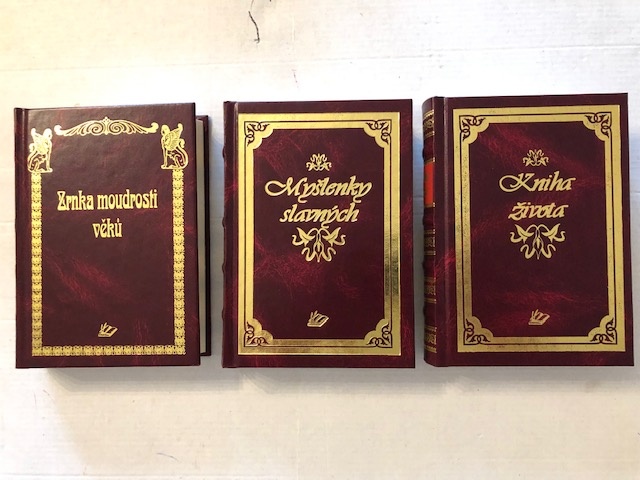 Zrnka moudrosti
věků
Myšlenky
slavných
Kniha
života